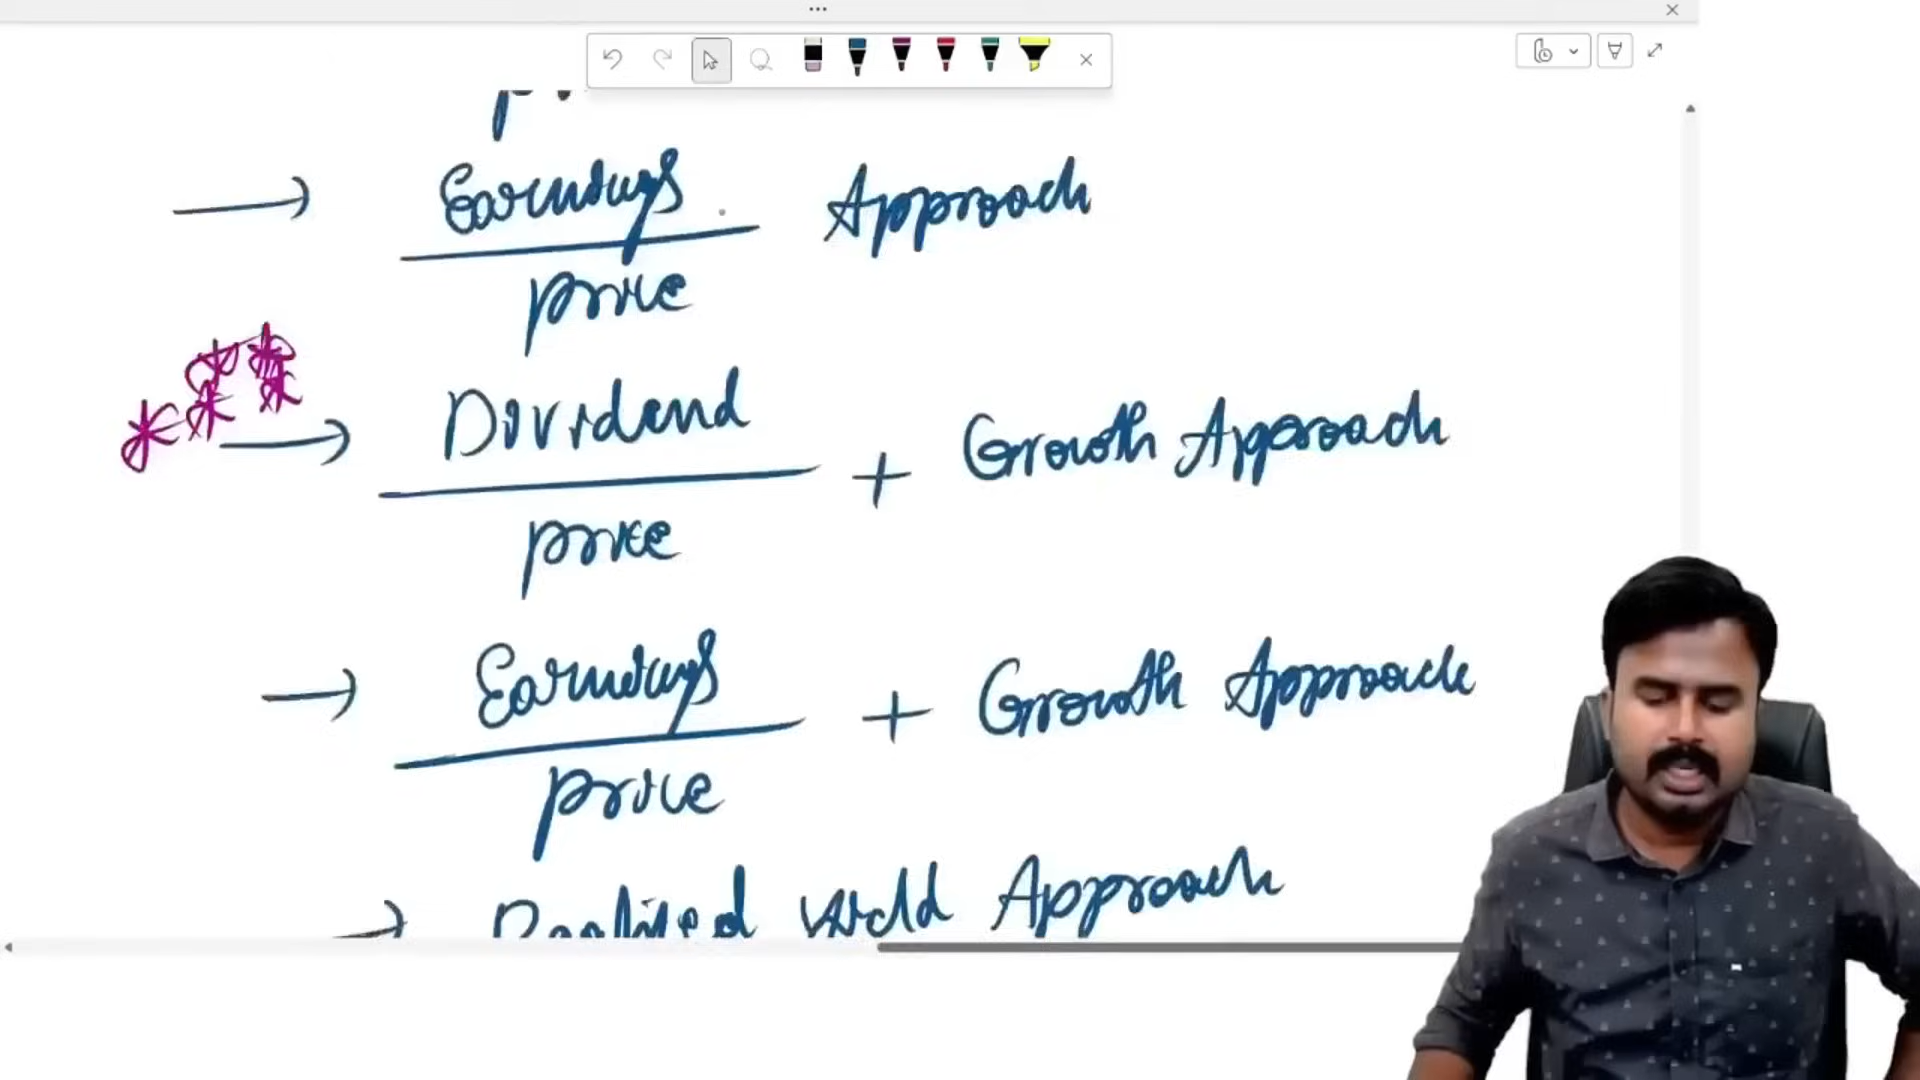 Earnings Approach
price
Dividend + Growth Approach
price
Earnings + Growth Approach
price
Realised yield Approach